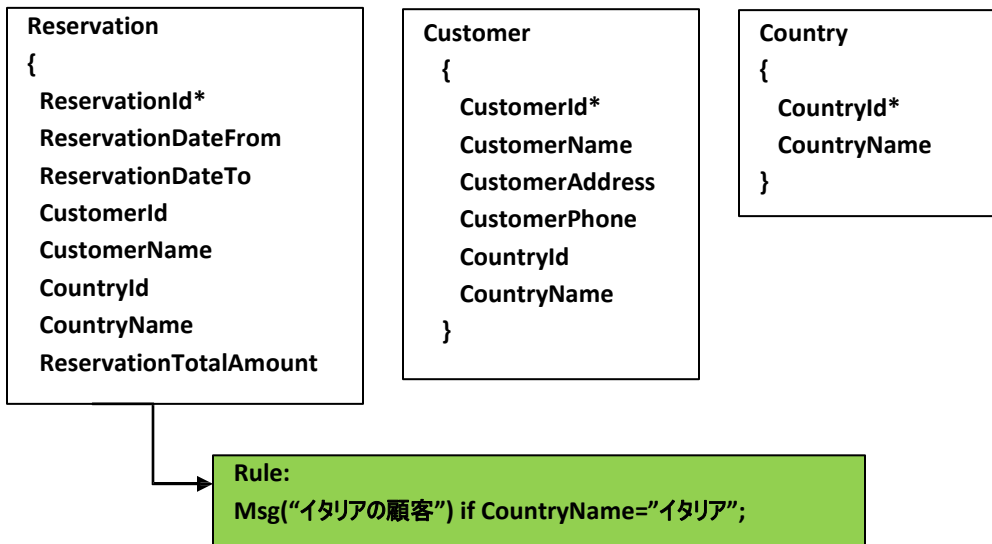 Reservation
{
ReservationId*
ReservationDateFrom
ReservationDateTo
CustomerId
CustomerName
CountryId
CountryName
ReservationTotalAmount
Customer
{
CustomerId*
CustomerName
CustomerAddress
CustomerPhone
CountryId
CountryName
}
Country
{
CountryId*
CountryName
}
Rule:
Msg(“イタリアの顧客”) if CountryName=”イタリア”;